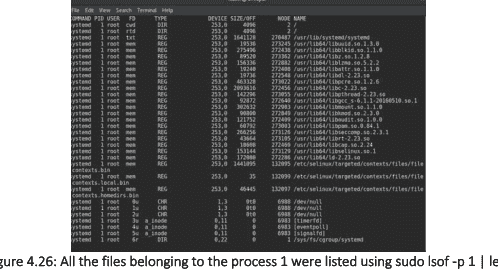 File Edit View Search Terminal Help
COMMAND PID USER FD TYPE DEVICE SIZE/OFF NODE NAME
systemd 1 root cwd DIR 253,0 4096 2 /
systemd 1 root rtd DIR 253,0 4096 2 /
systemd 1 root txt REG 253,0 1641128 270487 /usr/lib/systemd/systemd
systemd 1 root mem REG 253,0 19536 273245 /usr/lib64/libuuid.so.1.3.0
systemd 1 root mem REG 253,0 275496 272436 /usr/lib64/libblkid.so.1.1.0
systemd 1 root mem REG 253,0 89520 273362 /usr/lib64/libz.so.1.2.8
systemd 1 root mem REG 253,0 156336 272882 /usr/lib64/liblzma.so.5.2.2
systemd 1 root mem REG 253,0 19240 272408 /usr/lib64/libattr.so.1.1.0
systemd 1 root mem REG 253,0 19736 272548 /usr/lib64/libdl-2.23.so
systemd 1 root mem REG 253,0 463320 273022 /usr/lib64/libpcre.so.1.2.6
systemd 1 root mem REG 253,0 2093616 272456 /usr/lib64/libc-2.23.so
systemd 1 root mem REG 253,0 142296 273055 /usr/lib64/libpthread-2.23.so
systemd 1 root mem REG 253,0 92872 272640 /usr/lib64/libgcc_s-6.1.1-20160510.so.1
systemd 1 root mem REG 253,0 302632 272903 /usr/lib64/libmount.so.1.1.0
systemd 1 root mem REG 253,0 90800 272849 /usr/lib64/libkmod.so.2.3.0
systemd 1 root mem REG 253,0 121752 272409 /usr/lib64/libaudit.so.1.0.0
systemd 1 root mem REG 253,0 60752 273003 /usr/lib64/libpam.so.0.84.1
systemd 1 root mem REG 253,0 266256 273126 /usr/lib64/libseccomp.so.2.3.1
systemd 1 root mem REG 253,0 43664 273105 /usr/lib64/librt-2.23.so
systemd 1 root mem REG 253,0 18608 272460 /usr/lib64/libcap.so.2.24
systemd 1 root mem REG 253,0 153144 273129 /usr/lib64/libselinux.so.1
systemd 1 root mem REG 253,0 172080 272286 /usr/lib64/ld-2.23.so
systemd 1 root mem REG 253,0 1441095 132095 /etc/selinux/targeted/contexts/files/file_
contexts.bin
systemd 1 root mem REG 253,0 35 132099 /etc/selinux/targeted/contexts/files/file_
contexts.local.bin
systemd 1 root mem REG 253,0 46445 132097 /etc/selinux/targeted/contexts/files/file_
contexts.homedirs.bin
systemd 1 root 0u CHR 1,3 0t0 6980 /dev/null
systemd 1 root 1u CHR 1,3 0t0 6980 /dev/null
systemd 1 root 2u CHR 1,3 0t0 6980 /dev/null
systemd 1 root 3u a_inode 0,11 0 6983 [timerfd]
systemd 1 root 4u a_inode 0,11 0 6983 [eventpoll]
systemd 1 root 5u a_inode 0,11 0 6983 [signalfd]
systemd 1 root 6r DIR 0,22 0 1 /sys/fs/cgroup/systemd
gure 4.26: All the files belonging to the process 1 were listed using sudo lsof -p 1 | le